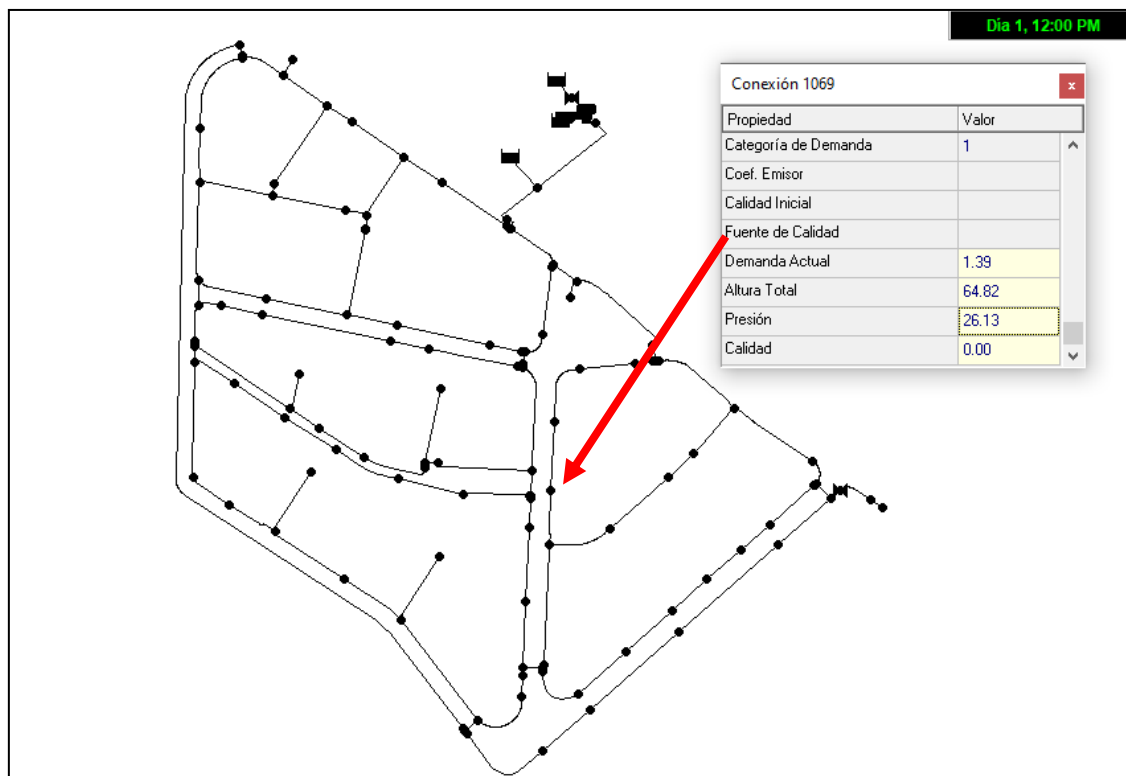 Dia 1, 12:00 PM
Conexión 1069
x
Propiedad Valor
Categoría de Demanda 1
Coef. Emisor
Calidad Inicial
Fuente de Calidad
Demanda Actual 1.39
Altura Total 64.82
Presión 26.13
Calidad 0.00